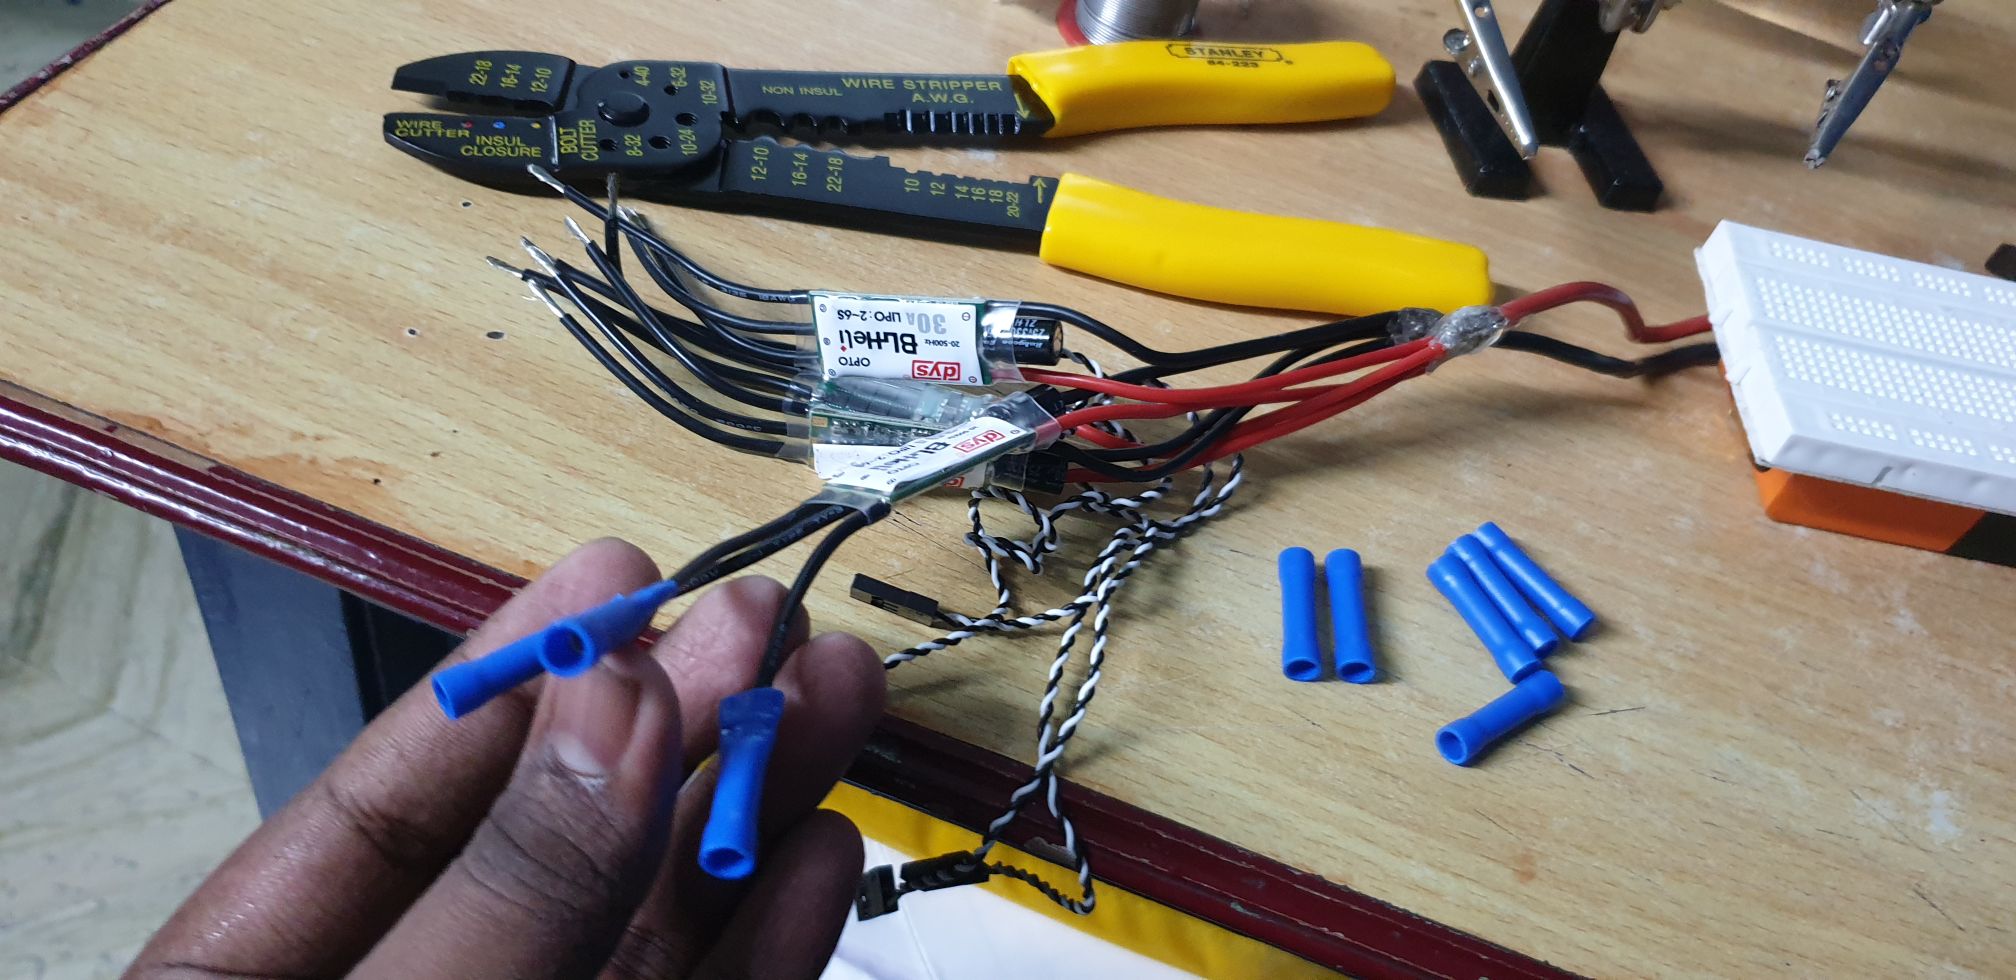 STANLEY
84-223
WIRE STRIPPER
A.W.G.
NON INSUL
22-18
16-14
12-10
4-40
6-32
10-32
WIRE
CUTTER
INSUL
CLOSURE
BOLT
CUTTER
8-32
10-24
12-10
16-14
22-18
10
12
14
16
18
20-22
30A LIPO:2~6S
BLHeli
20-500Hz
OPTO
dys
dys
BLHeli
OPTO